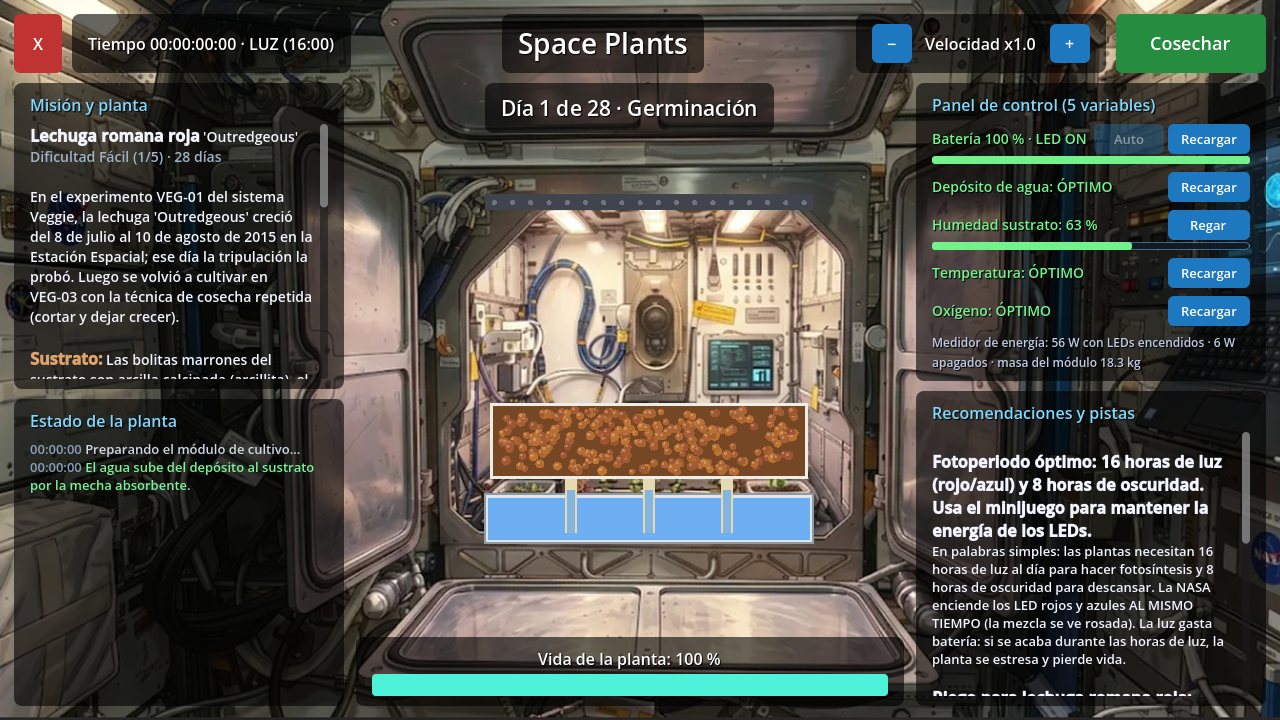 X
Tiempo 00:00:00:00 · LUZ (16:00)
Space Plants
−
Velocidad x1.0
+
Cosechar
Día 1 de 28 · Germinación
Misión y planta
Lechuga romana roja 'Outredgeous'
Dificultad Fácil (1/5) · 28 días
En el experimento VEG-01 del sistema
Veggie, la lechuga 'Outredgeous' creció
del 8 de julio al 10 de agosto de 2015 en la
Estación Espacial; ese día la tripulación la
probó. Luego se volvió a cultivar en
VEG-03 con la técnica de cosecha repetida
(cortar y dejar crecer).
Sustrato: Las bolitas marrones del
sustrato son arcilla calcinada (arcillita), el
Estado de la planta
00:00:00 Preparando el módulo de cultivo...
00:00:00 El agua sube del depósito al sustrato
por la mecha absorbente.
Vida de la planta: 100 %
Panel de control (5 variables)
Batería 100 % · LED ON
Auto
Recargar
Depósito de agua: ÓPTIMO
Recargar
Humedad sustrato: 63 %
Regar
Temperatura: ÓPTIMO
Recargar
Oxígeno: ÓPTIMO
Recargar
Medidor de energía: 56 W con LEDs encendidos · 6 W
apagados · masa del módulo 18.3 kg
Recomendaciones y pistas
Fotoperiodo óptimo: 16 horas de luz
(rojo/azul) y 8 horas de oscuridad.
Usa el minijuego para mantener la
energía de los LEDs.
En palabras simples: las plantas necesitan 16
horas de luz al día para hacer fotosíntesis y 8
horas de oscuridad para descansar. La NASA
enciende los LED rojos y azules AL MISMO
TIEMPO (la mezcla se ve rosada). La luz gasta
batería: si se acaba durante las horas de luz, la
planta se estresa y pierde vida.
Riego para lechuga romana roja:
NASA